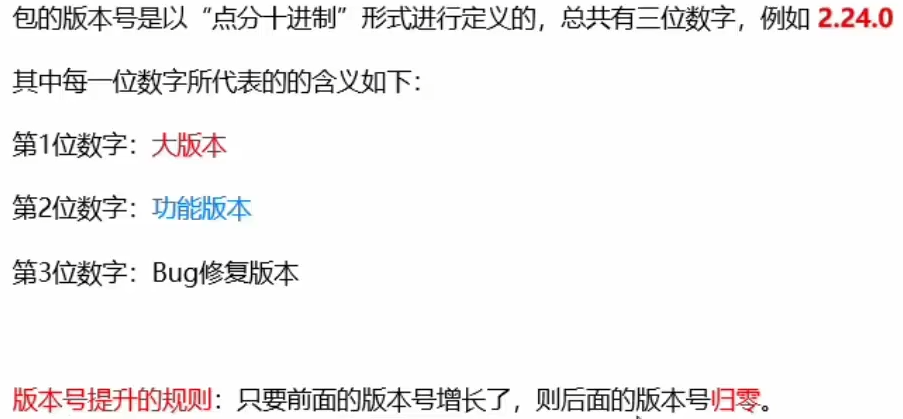 包的版本号是以“点分十进制”形式进行定义的，总共有三位数字，例如 2.24.0
其中每一位数字所代表的的含义如下：
第1位数字：大版本
第2位数字：功能版本
第3位数字：Bug修复版本
版本号提升的规则：只要前面的版本号增长了，则后面的版本号归零。